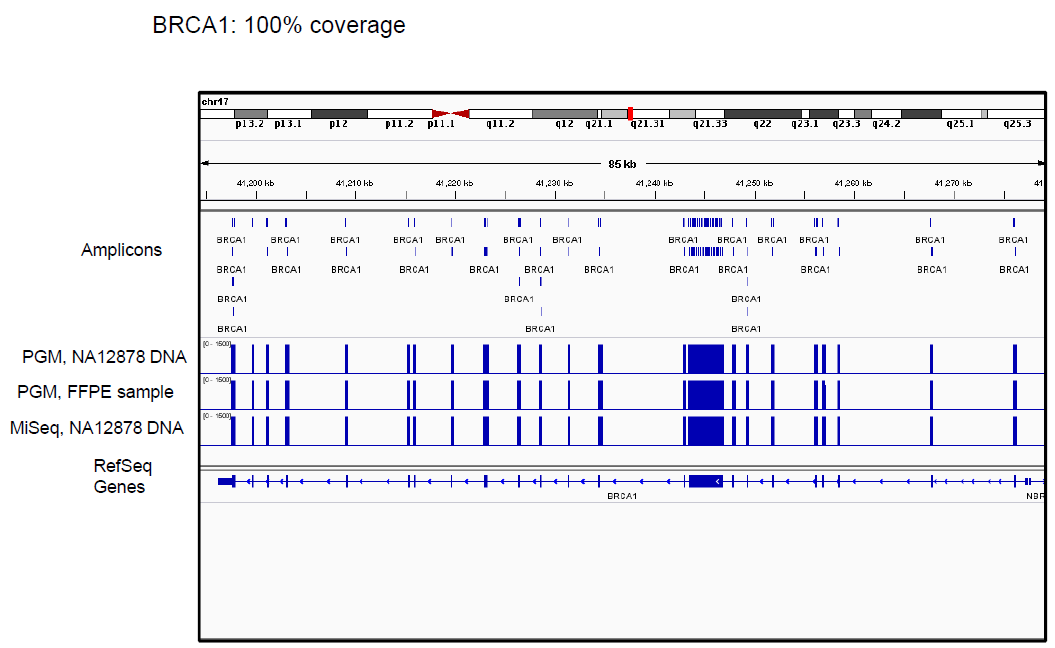 BRCA1: 100% coverage
chr17
p13.2 p13.1 p12 p11.2 p11.1 q11.2 q12 q21.1 q21.31 q21.33 q22 q23.1 q23.3 q24.2 q25.1 q25.3
85 kb
41,200 kb 41,210 kb 41,220 kb 41,230 kb 41,240 kb 41,250 kb 41,260 kb 41,270 kb 41
Amplicons
BRCA1 BRCA1 BRCA1 BRCA1 BRCA1 BRCA1 BRCA1 BRCA1 BRCA1 BRCA1 BRCA1 BRCA1 BRCA1
BRCA1 BRCA1 BRCA1 BRCA1 BRCA1 BRCA1 BRCA1 BRCA1 BRCA1 BRCA1 BRCA1 BRCA1
BRCA1 BRCA1 BRCA1
BRCA1 BRCA1 BRCA1
PGM, NA12878 DNA
[0 - 1500]
PGM, FFPE sample
[0 - 1500]
MiSeq, NA12878 DNA
[0 - 1500]
RefSeq
Genes
BRCA1 NBR